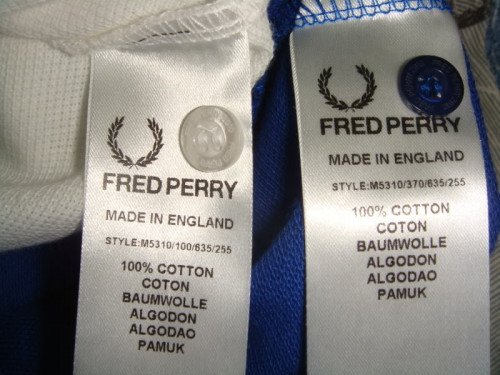 FRED PERRY
MADE IN ENGLAND
STYLE:M5310/100/635/255
100% COTTON
COTON
BAUMWOLLE
ALGODON
ALGODAO
PAMUK
FRED PERRY
MADE IN ENGLAND
STYLE:M5310/370/635/255
100% COTTON
COTON
BAUMWOLLE
ALGODON
ALGODAO
PAMUK